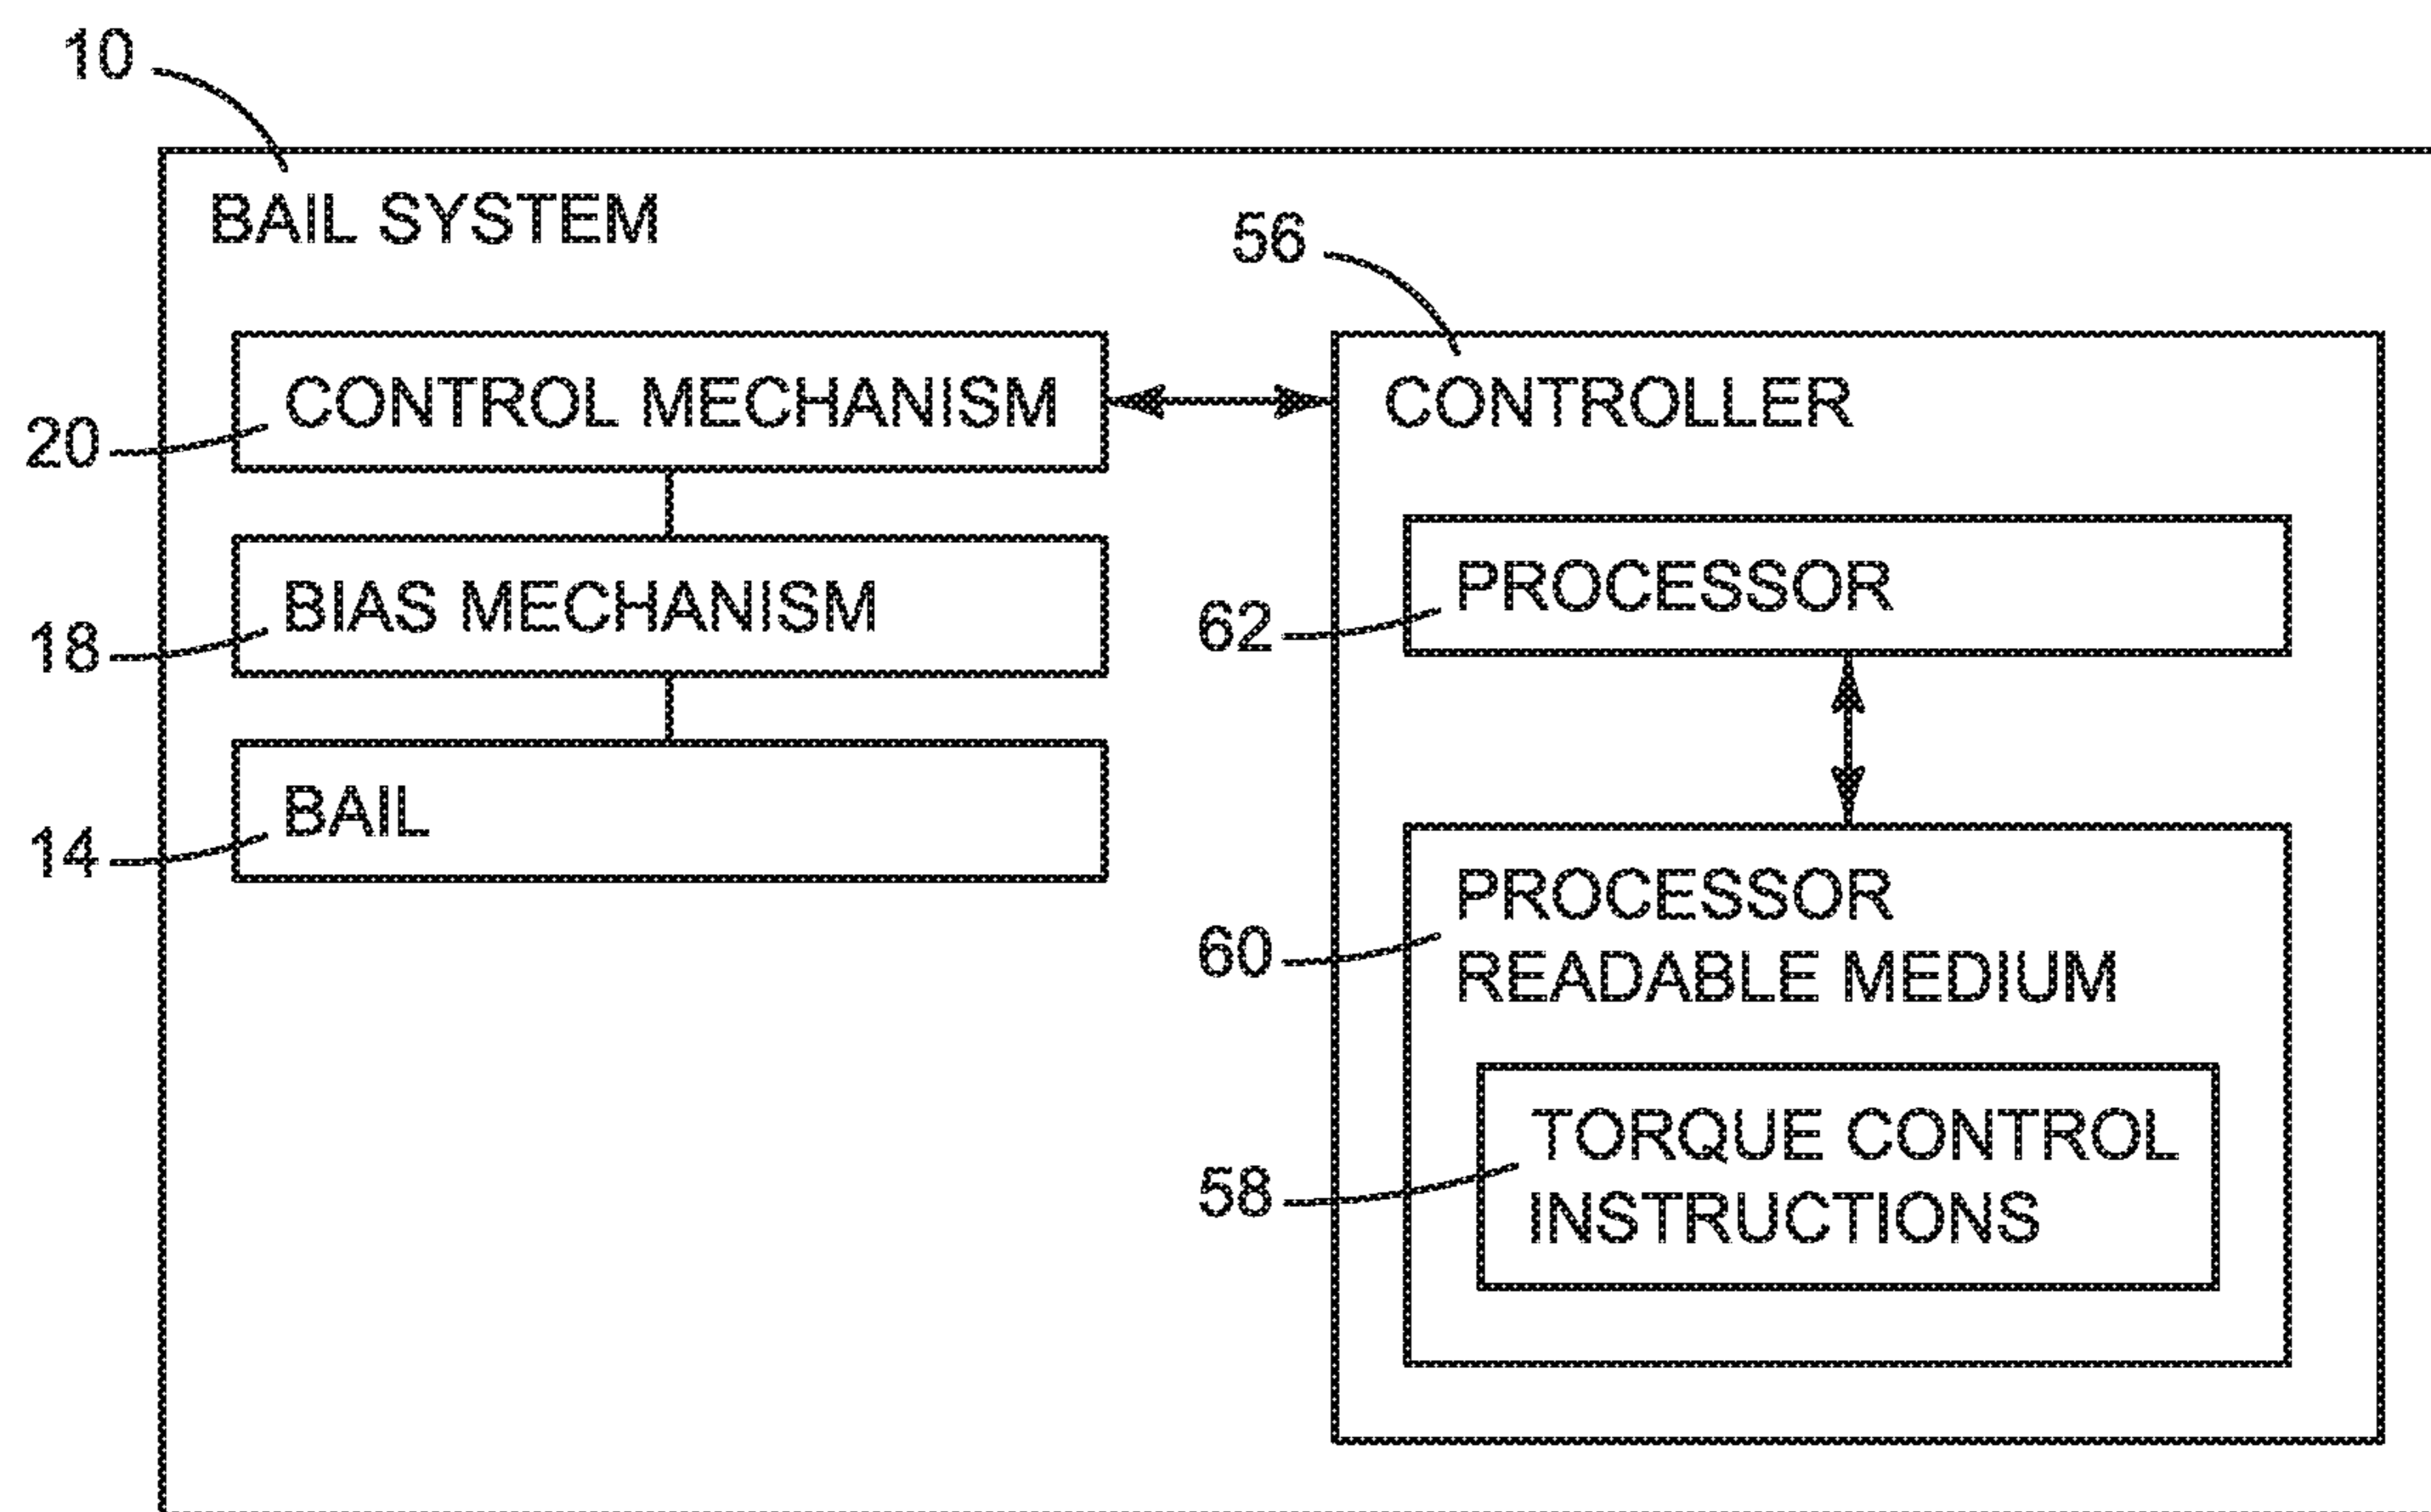 10
BAIL SYSTEM
56
CONTROL MECHANISM
CONTROLLER
20
BIAS MECHANISM
PROCESSOR
18
62
BAIL
14
PROCESSOR
READABLE MEDIUM
60
TORQUE CONTROL
INSTRUCTIONS
58